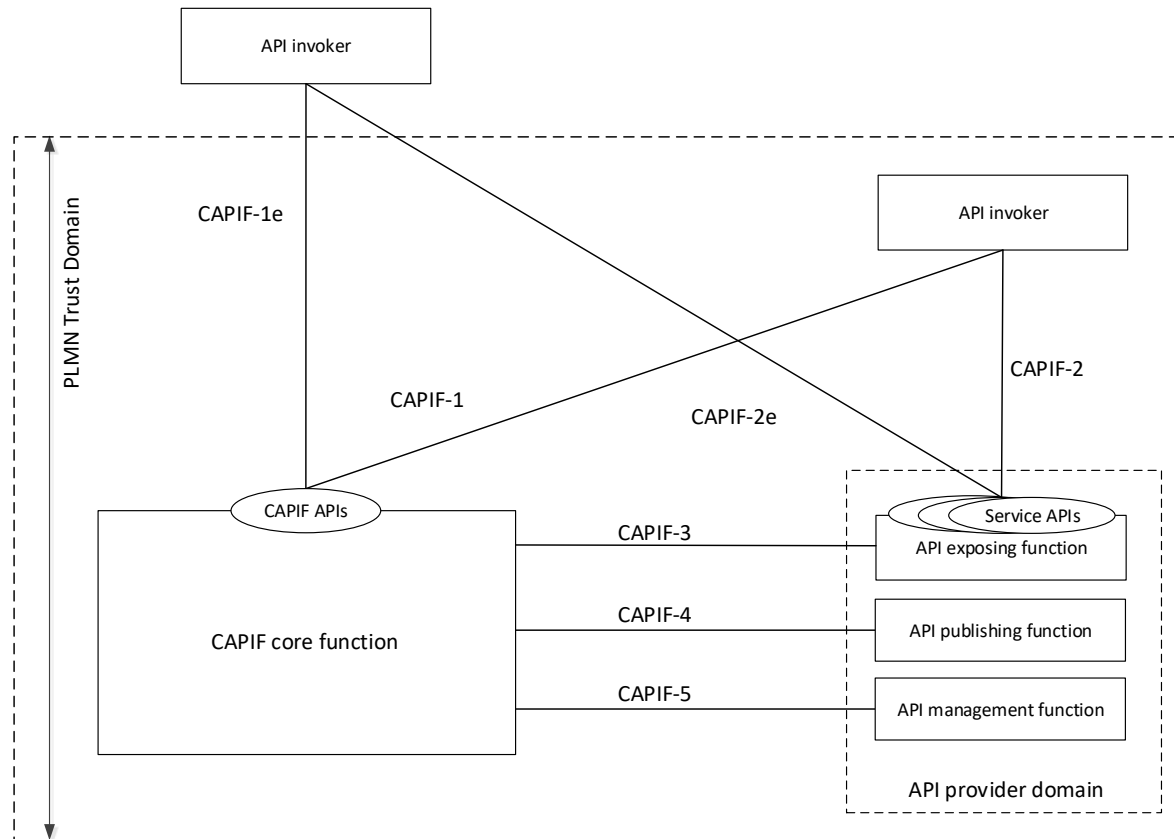 API invoker
PLMN Trust Domain
CAPIF-1e
API invoker
CAPIF-1
CAPIF-2e
CAPIF-2
CAPIF APIs
Service APIs
CAPIF-3
API exposing function
CAPIF core function
CAPIF-4
API publishing function
CAPIF-5
API management function
API provider domain